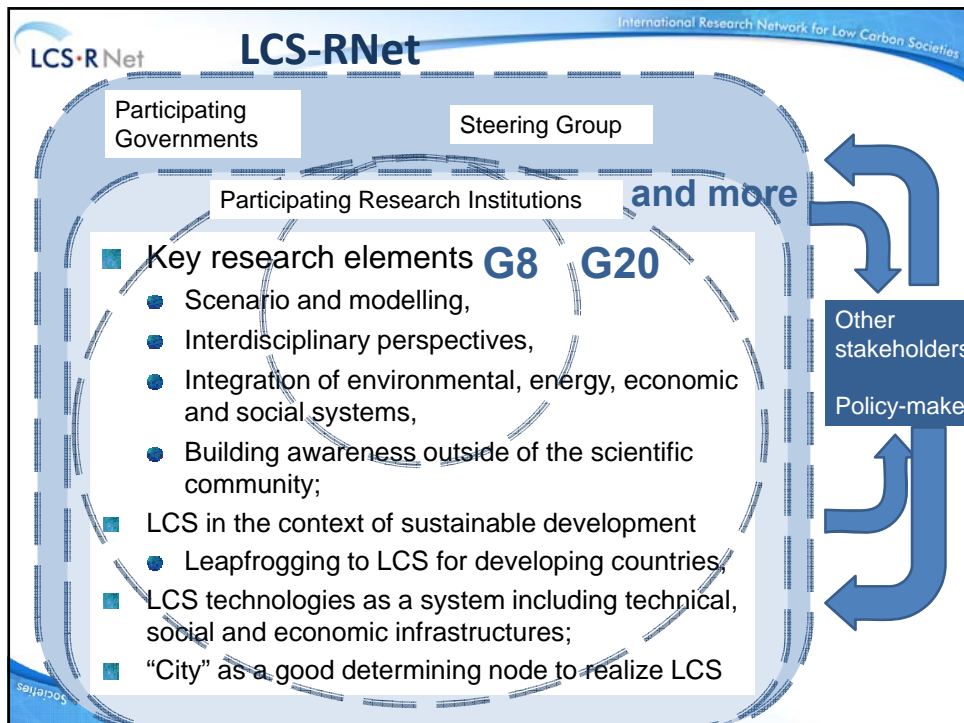 International Research Network for Low Carbon Societies
LCS·RNet
LCS-RNet
Participating
Governments
Steering Group
Participating Research Institutions
and more
Key research elements
G8
G20
Scenario and modelling,
Interdisciplinary perspectives,
Integration of environmental, energy, economic
and social systems,
Building awareness outside of the scientific
community;
LCS in the context of sustainable development
Leapfrogging to LCS for developing countries,
LCS technologies as a system including technical,
social and economic infrastructures;
“City” as a good determining node to realize LCS
Other
stakeholders
Policy-make
Societies